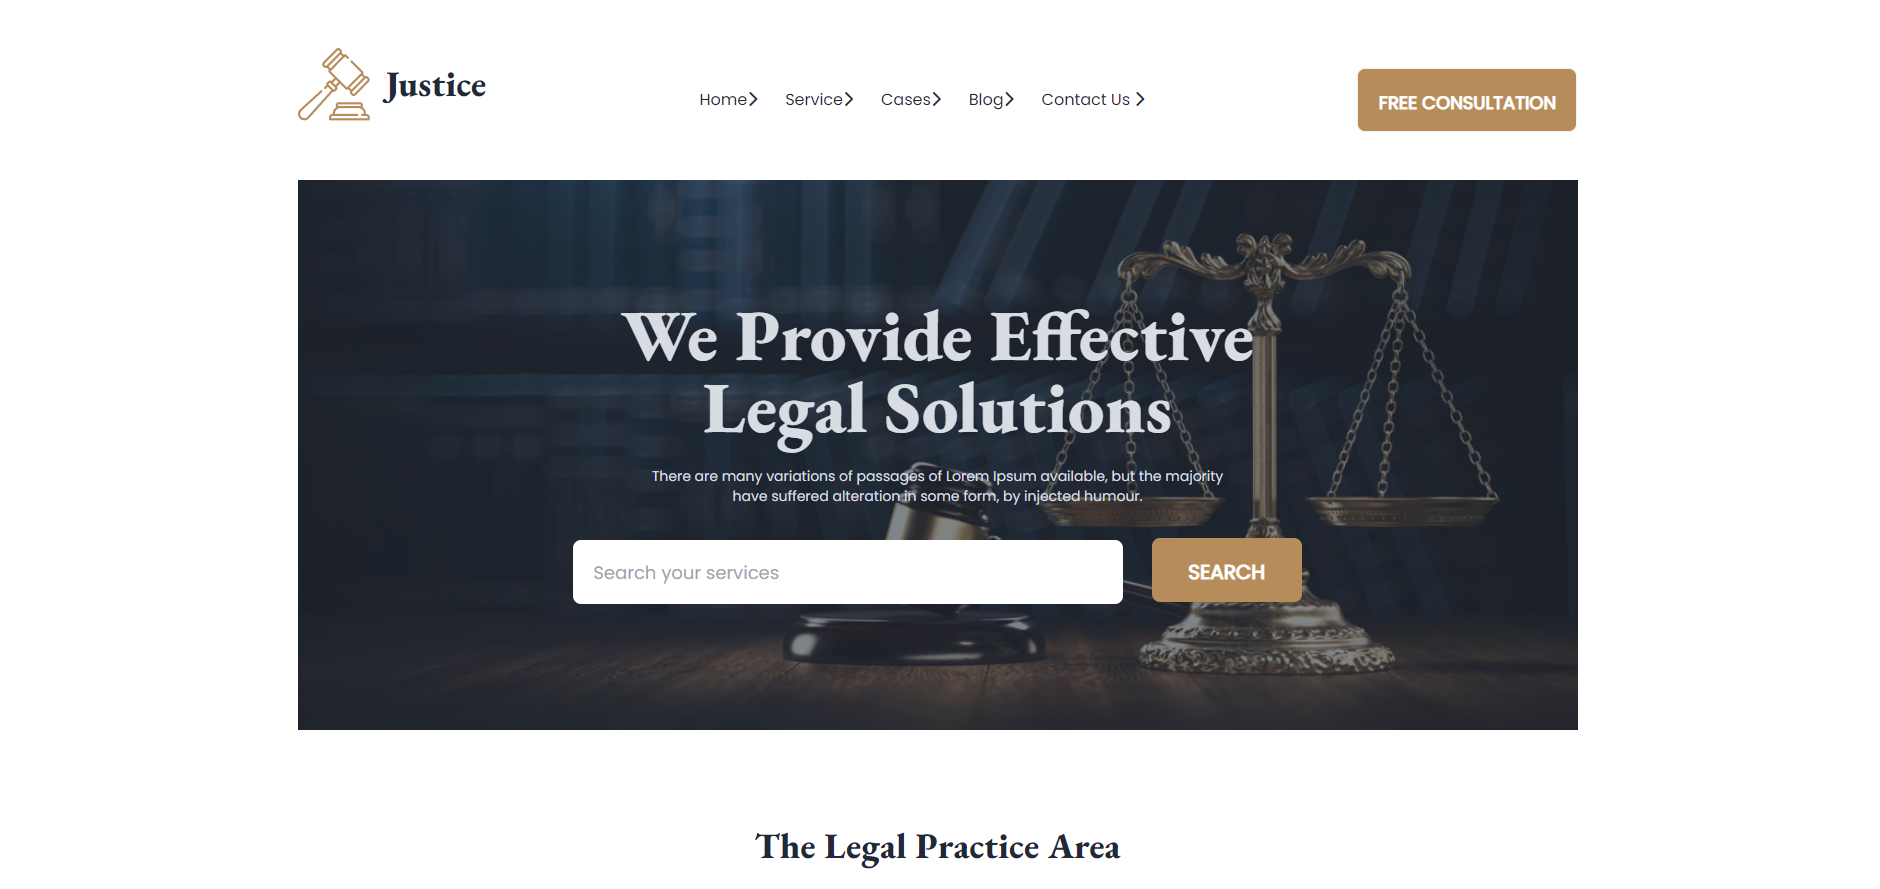 Justice
Home
Service
Cases
Blog
Contact Us
FREE CONSULTATION
We Provide Effective
Legal Solutions
There are many variations of passages of Lorem Ipsum available, but the majority
have suffered alteration in some form, by injected humour.
Search your services
SEARCH
The Legal Practice Area